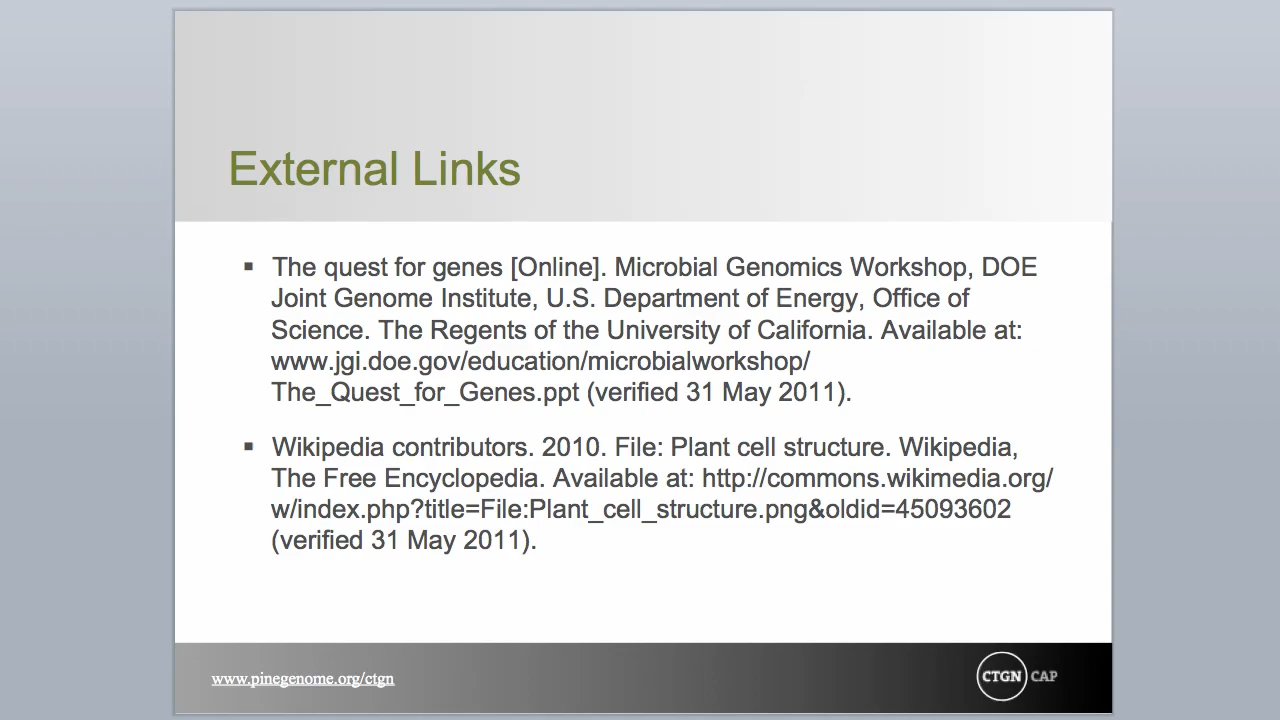 External Links
▪ The quest for genes [Online]. Microbial Genomics Workshop, DOE
Joint Genome Institute, U.S. Department of Energy, Office of
Science. The Regents of the University of California. Available at:
www.jgi.doe.gov/education/microbialworkshop/
The_Quest_for_Genes.ppt (verified 31 May 2011).
▪ Wikipedia contributors. 2010. File: Plant cell structure. Wikipedia,
The Free Encyclopedia. Available at: http://commons.wikimedia.org/
w/index.php?title=File:Plant_cell_structure.png&oldid=45093602
(verified 31 May 2011).
www.pinegenome.org/ctgn
CTGN CAP